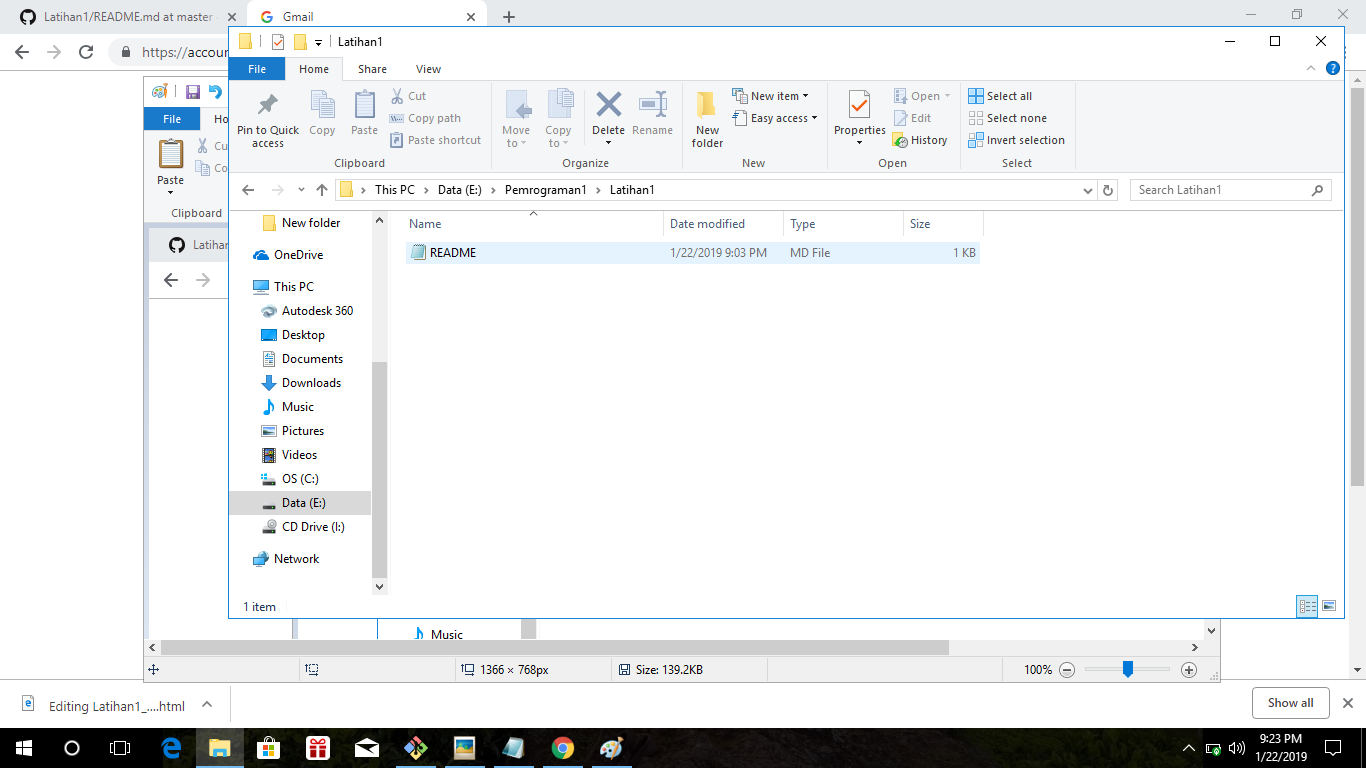 Latihan1/README.md at master
Gmail
https://accour
Latihan1
File
Home
Share
View
Pin to Quick access
Copy
Paste
Cut
Copy path
Paste shortcut
Clipboard
Move to
Copy to
Delete
Rename
Organize
New folder
New item
Easy access
New
Properties
Open
Edit
History
Open
Select all
Select none
Invert selection
Select
This PC
Data (E:)
Pemrograman1
Latihan1
Search Latihan1
Name
Date modified
Type
Size
README
1/22/2019 9:03 PM
MD File
1 KB
New folder
OneDrive
This PC
Autodesk 360
Desktop
Documents
Downloads
Music
Pictures
Videos
OS (C:)
Data (E:)
CD Drive (I:)
Network
1 item
File
Ho
Paste
Cu
Co
Clipboard
Latihar
Music
1366 × 768px
Size: 139.2KB
100%
Editing Latihan1_....html
Show all
9:23 PM
1/22/2019